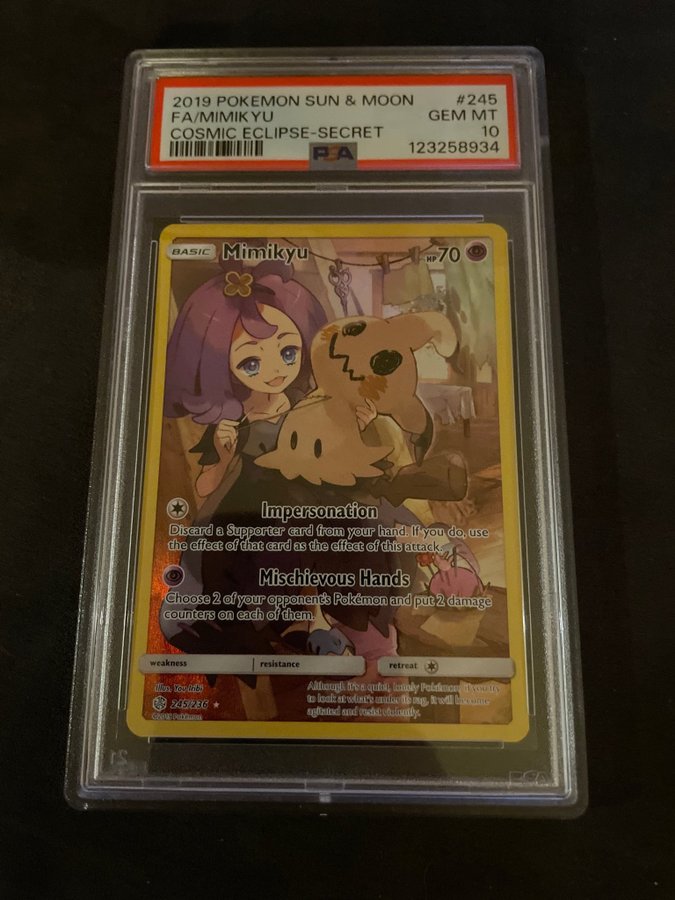 2019 POKEMON SUN & MOON #245
FA/MIMIKYU GEM MT
COSMIC ECLIPSE-SECRET 10
PSA 123258934
BASIC Mimikyu HP70
Impersonation
Discard a Supporter card from your hand. If you do, use
the effect of that card as the effect of this attack.
Mischievous Hands
Choose 2 of your opponent's Pokémon and put 2 damage
counters on each of them.
weakness resistance retreat
Illus. You Iribi
Although it's a quiet, lonely Pokémon, if you try
to look at what's under its rag, it will become
agitated and resist violently.
245/236
©2019 Pokémon